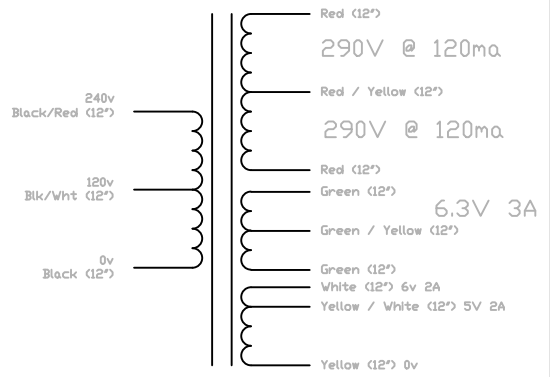 Red (12")
290V @ 120ma
240v
Black/Red (12")
Red / Yellow (12")
290V @ 120ma
120v
Blk/Wht (12")
Red (12")
Green (12")
6.3V 3A
Green / Yellow (12")
0v
Black (12")
Green (12")
White (12") 6v 2A
Yellow / White (12") 5V 2A
Yellow (12") 0v